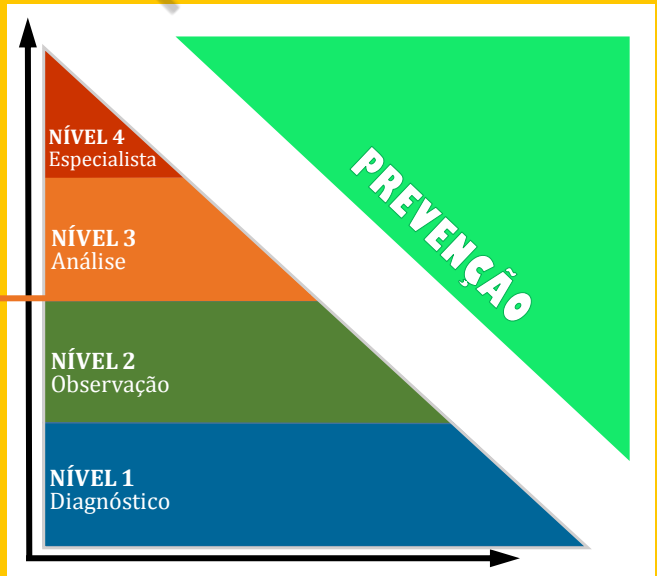 NÍVEL 4
Especialista
NÍVEL 3
Análise
NÍVEL 2
Observação
NÍVEL 1
Diagnóstico
PREVENÇÃO